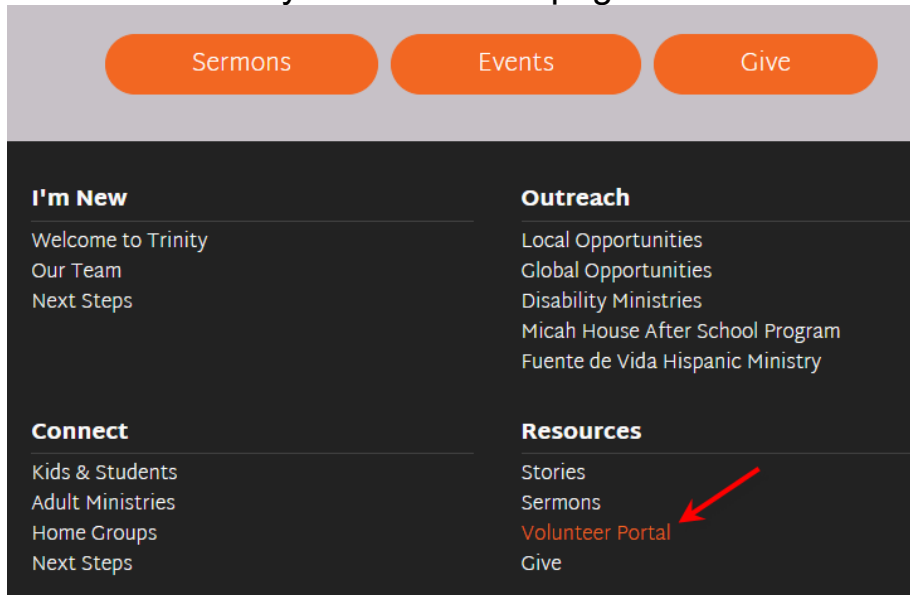 Sermons
Events
Give
I'm New
Welcome to Trinity
Our Team
Next Steps
Outreach
Local Opportunities
Global Opportunities
Disability Ministries
Micah House After School Program
Fuente de Vida Hispanic Ministry
Connect
Kids & Students
Adult Ministries
Home Groups
Next Steps
Resources
Stories
Sermons
Volunteer Portal
Give